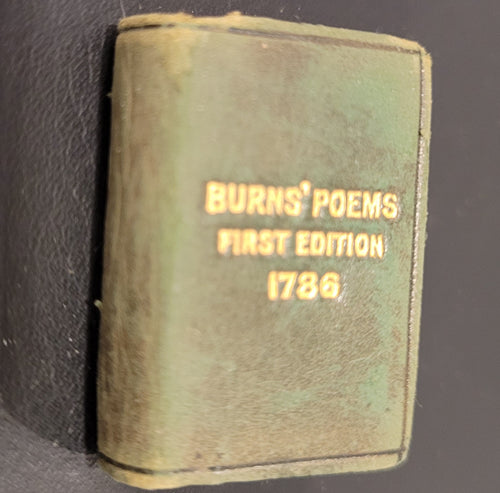 BURNS' POEMS
FIRST EDITION
1786